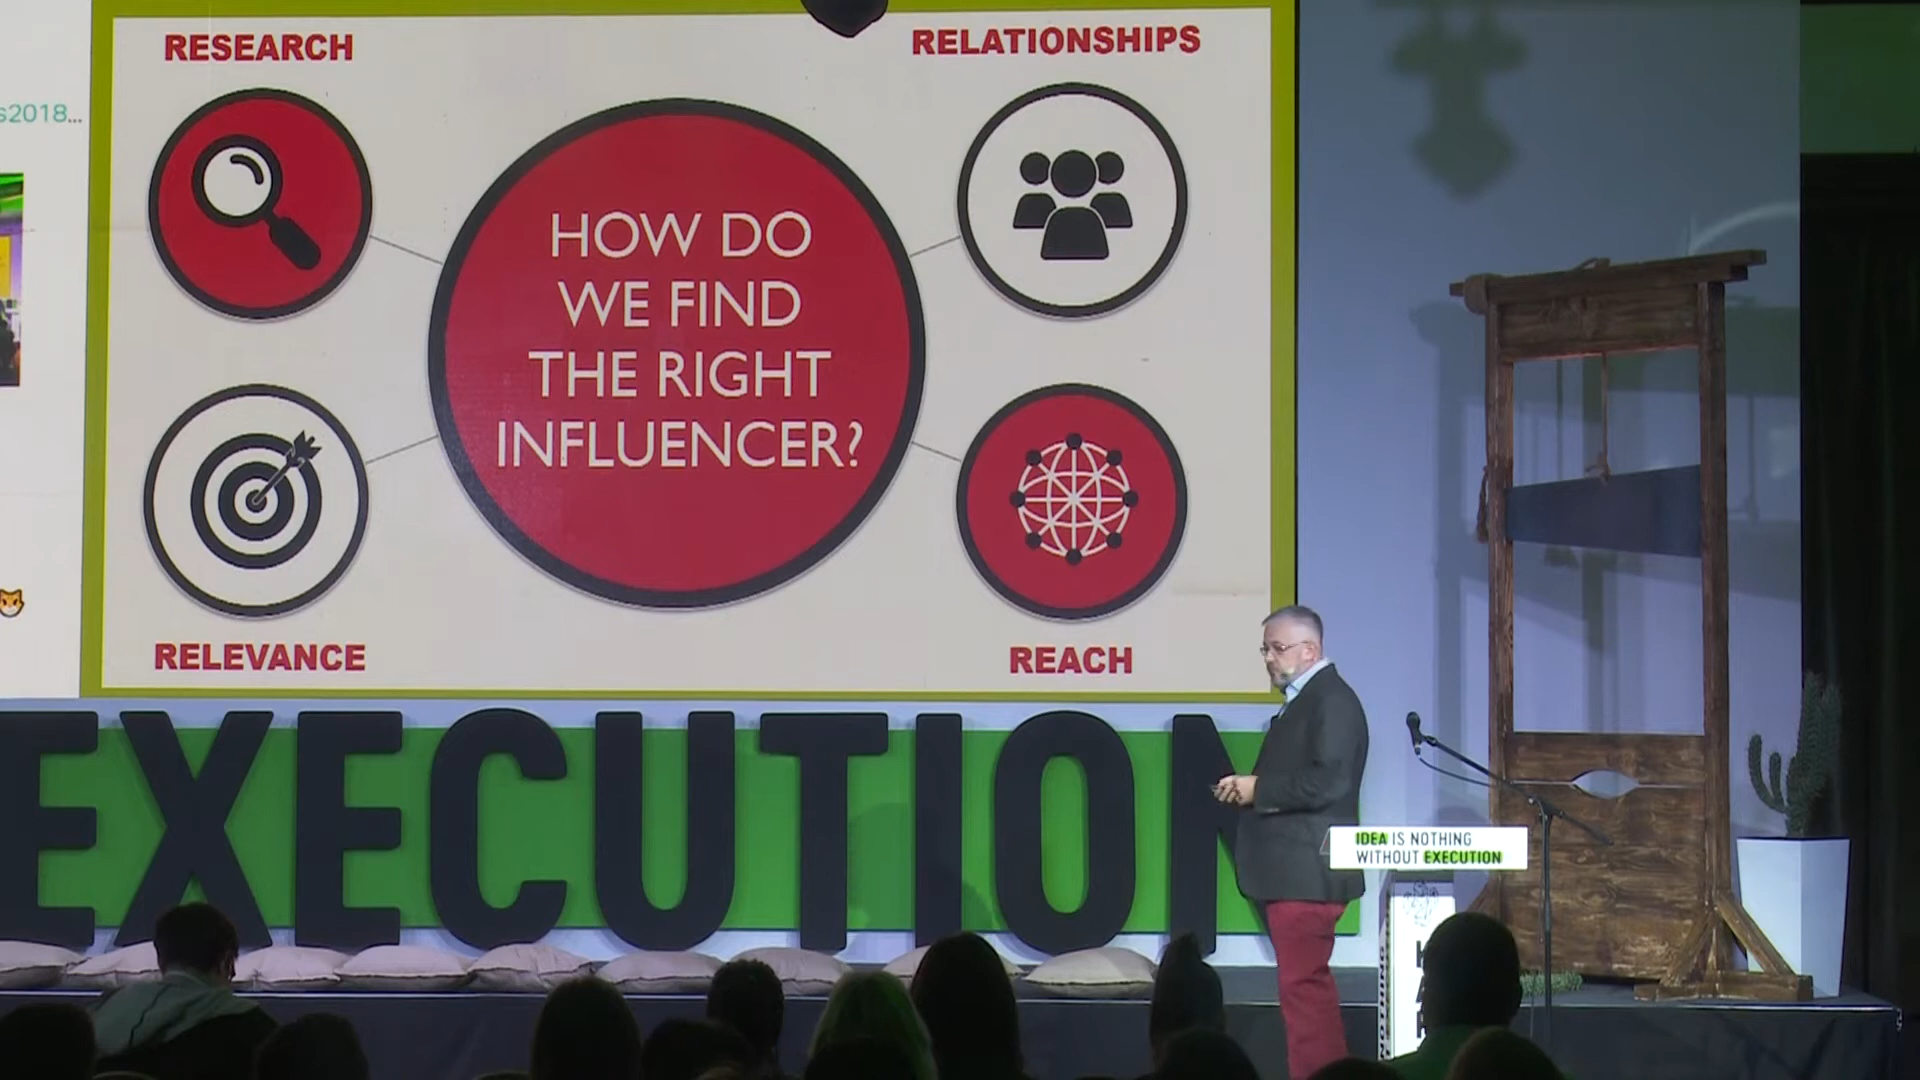 RESEARCH
RELATIONSHIPS
s2018...
HOW DO
WE FIND
THE RIGHT
INFLUENCER?
RELEVANCE
REACH
EXECUTION
IDEA IS NOTHING
WITHOUT EXECUTION